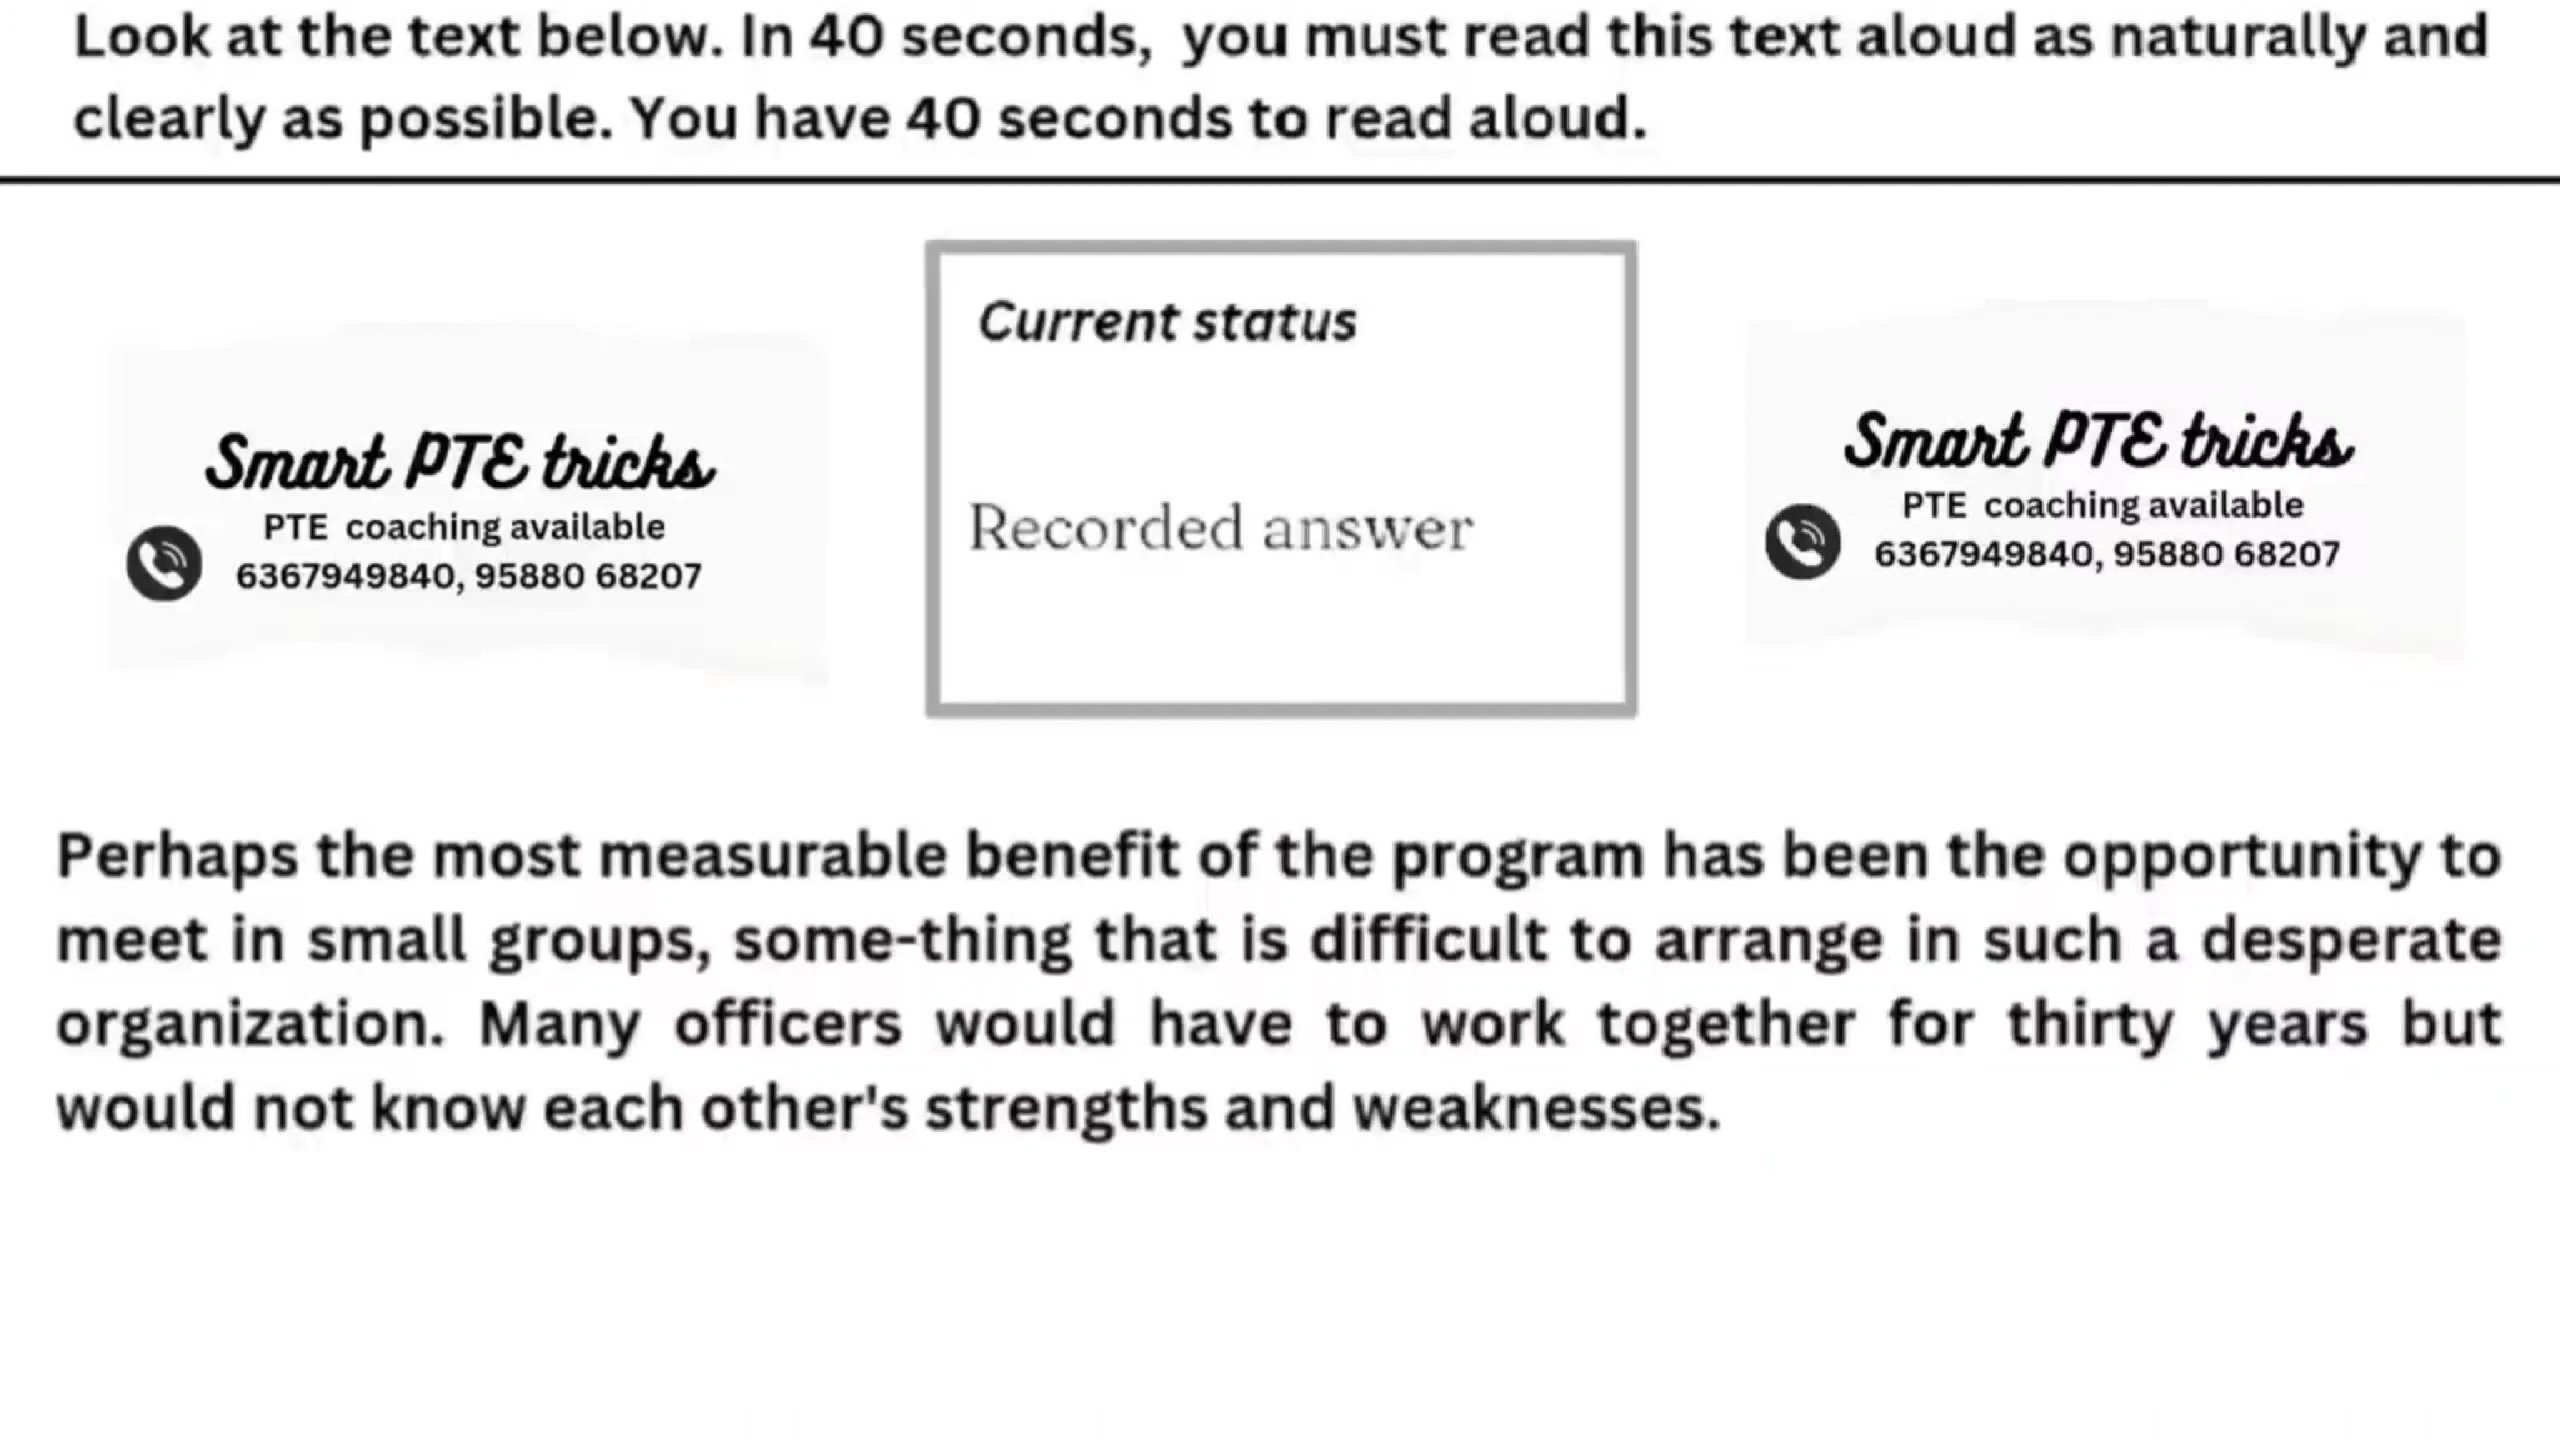 Look at the text below. In 40 seconds, you must read this text aloud as naturally and
clearly as possible. You have 40 seconds to read aloud.
Current status
Recorded answer
Smart PTE tricks
PTE coaching available
6367949840, 95880 68207
Smart PTE tricks
PTE coaching available
6367949840, 95880 68207
Perhaps the most measurable benefit of the program has been the opportunity to
meet in small groups, some-thing that is difficult to arrange in such a desperate
organization. Many officers would have to work together for thirty years but
would not know each other's strengths and weaknesses.